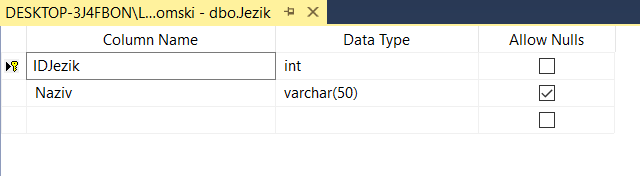 DESKTOP-3J4FBON\L...omski - dbo.Jezik
Column Name Data Type Allow Nulls
IDJezik int
Naziv varchar(50)